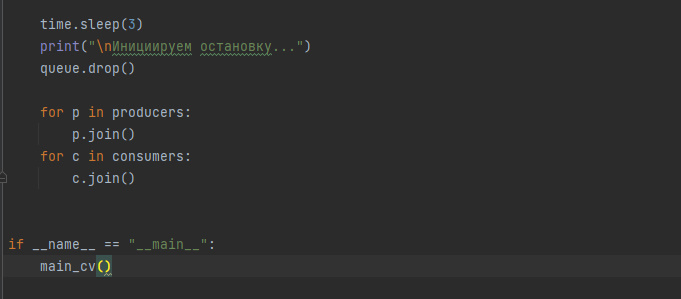 time.sleep(3)
print("\nИнициируем остановку...")
queue.drop()
for p in producers:
p.join()
for c in consumers:
c.join()
if __name__ == "__main__":
main_cv()